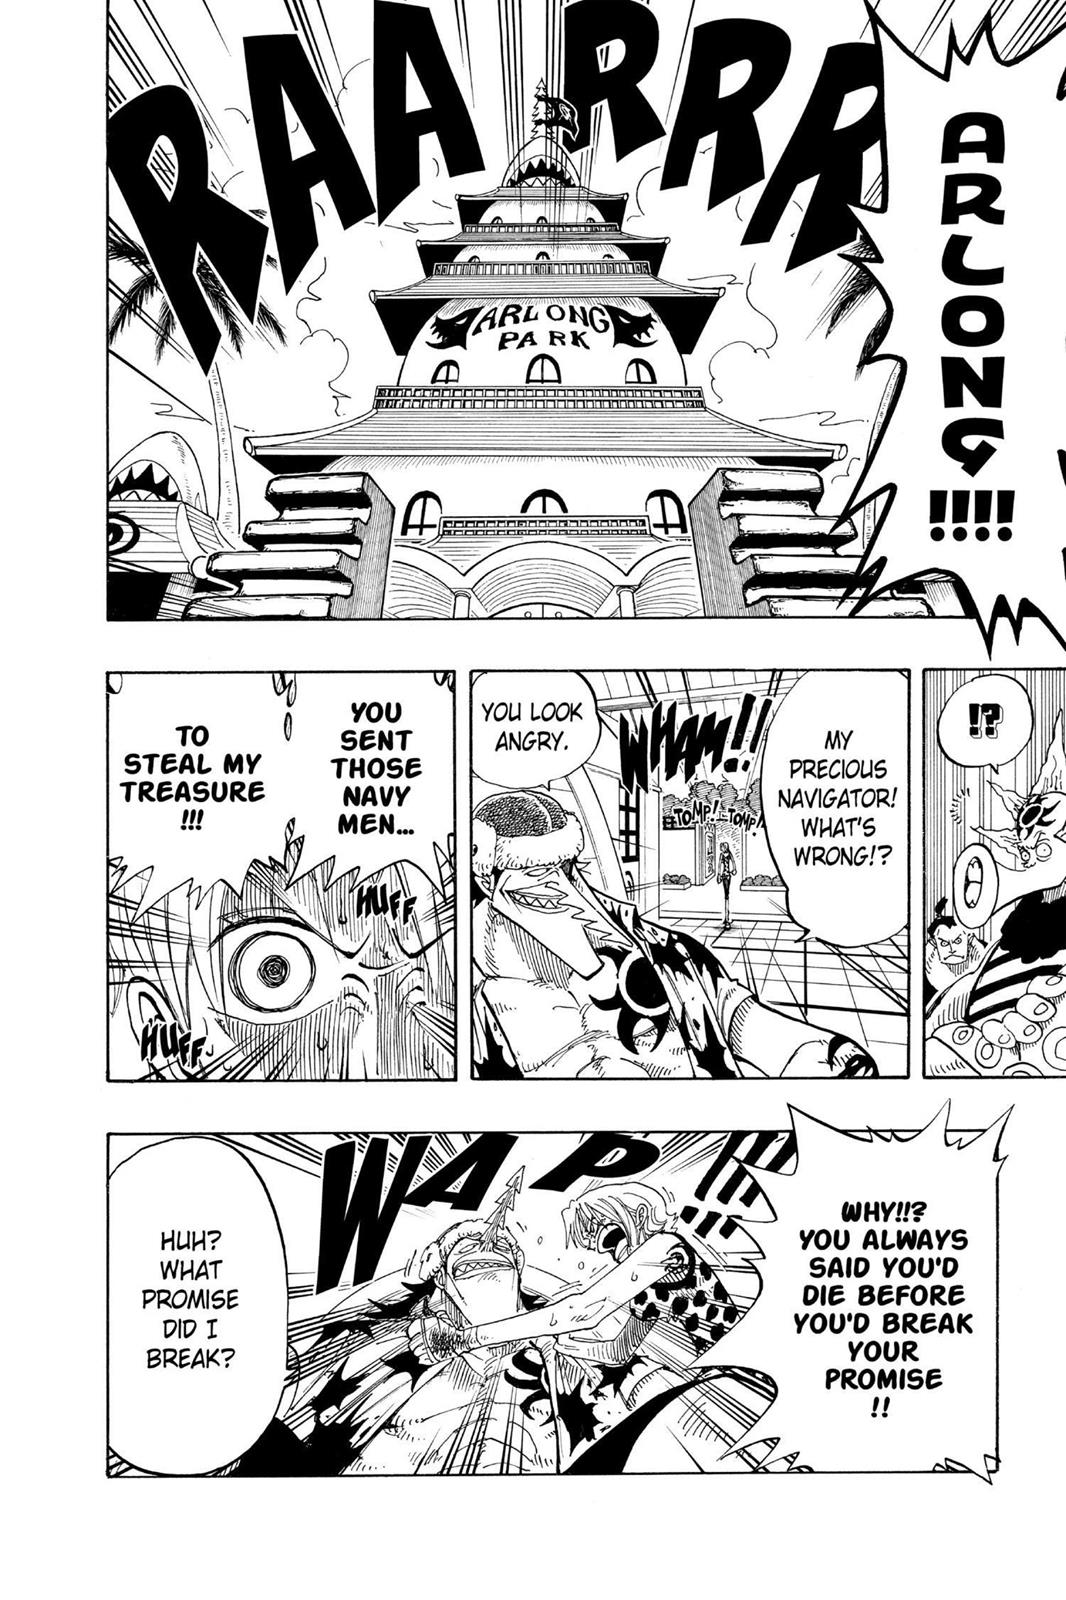 RAARRR
ARLONG!!!!
ARLONG
PARK
!?
MY
PRECIOUS
NAVIGATOR!
WHAT'S
WRONG!?
WHAM!!
TOMP! TOMP!
YOU LOOK
ANGRY.
YOU
SENT
THOSE
NAVY
MEN...
TO
STEAL MY
TREASURE
!!!
HUFF
HUFF
WHY!!?
YOU ALWAYS
SAID YOU'D
DIE BEFORE
YOU'D BREAK
YOUR
PROMISE
!!
WAP!!!!!!
HUH?
WHAT
PROMISE
DID I
BREAK?